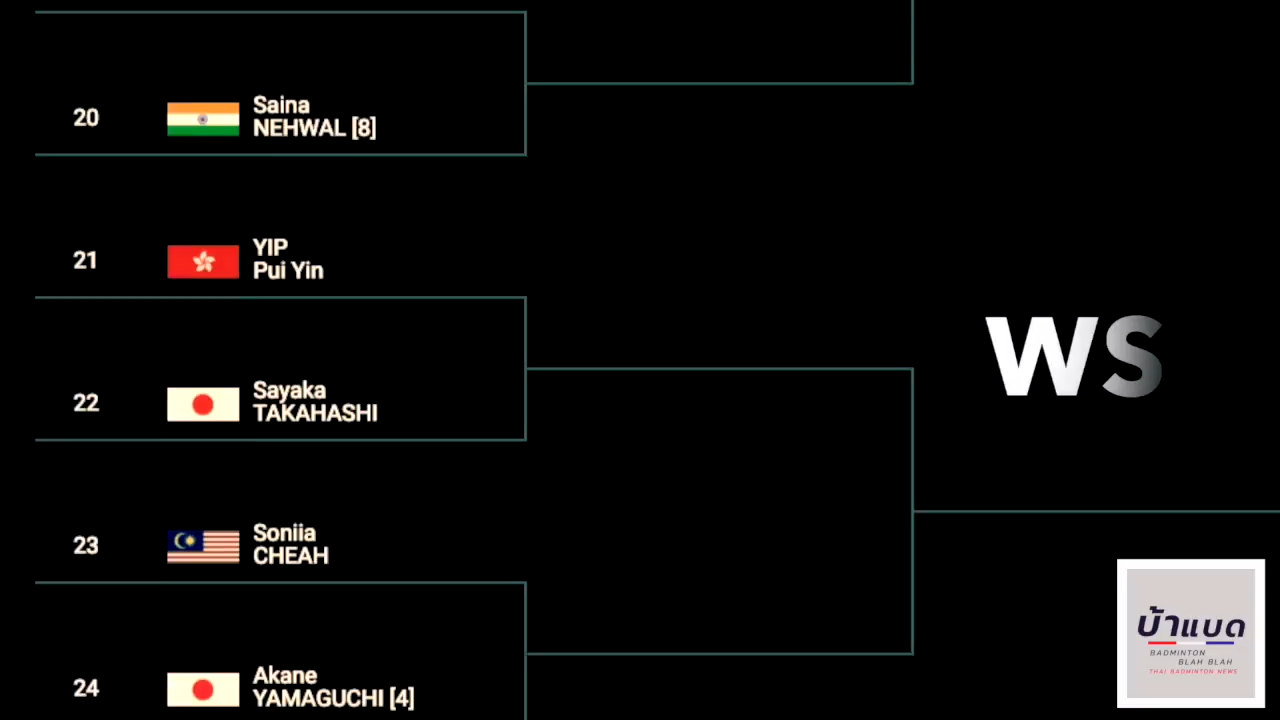 20
Saina
NEHWAL [8]
21
YIP
Pui Yin
22
Sayaka
TAKAHASHI
WS
23
Soniia
CHEAH
24
Akane
YAMAGUCHI [4]
บ้าแบด
BADMINTON
BLAH BLAH
THAI BADMINTON NEWS